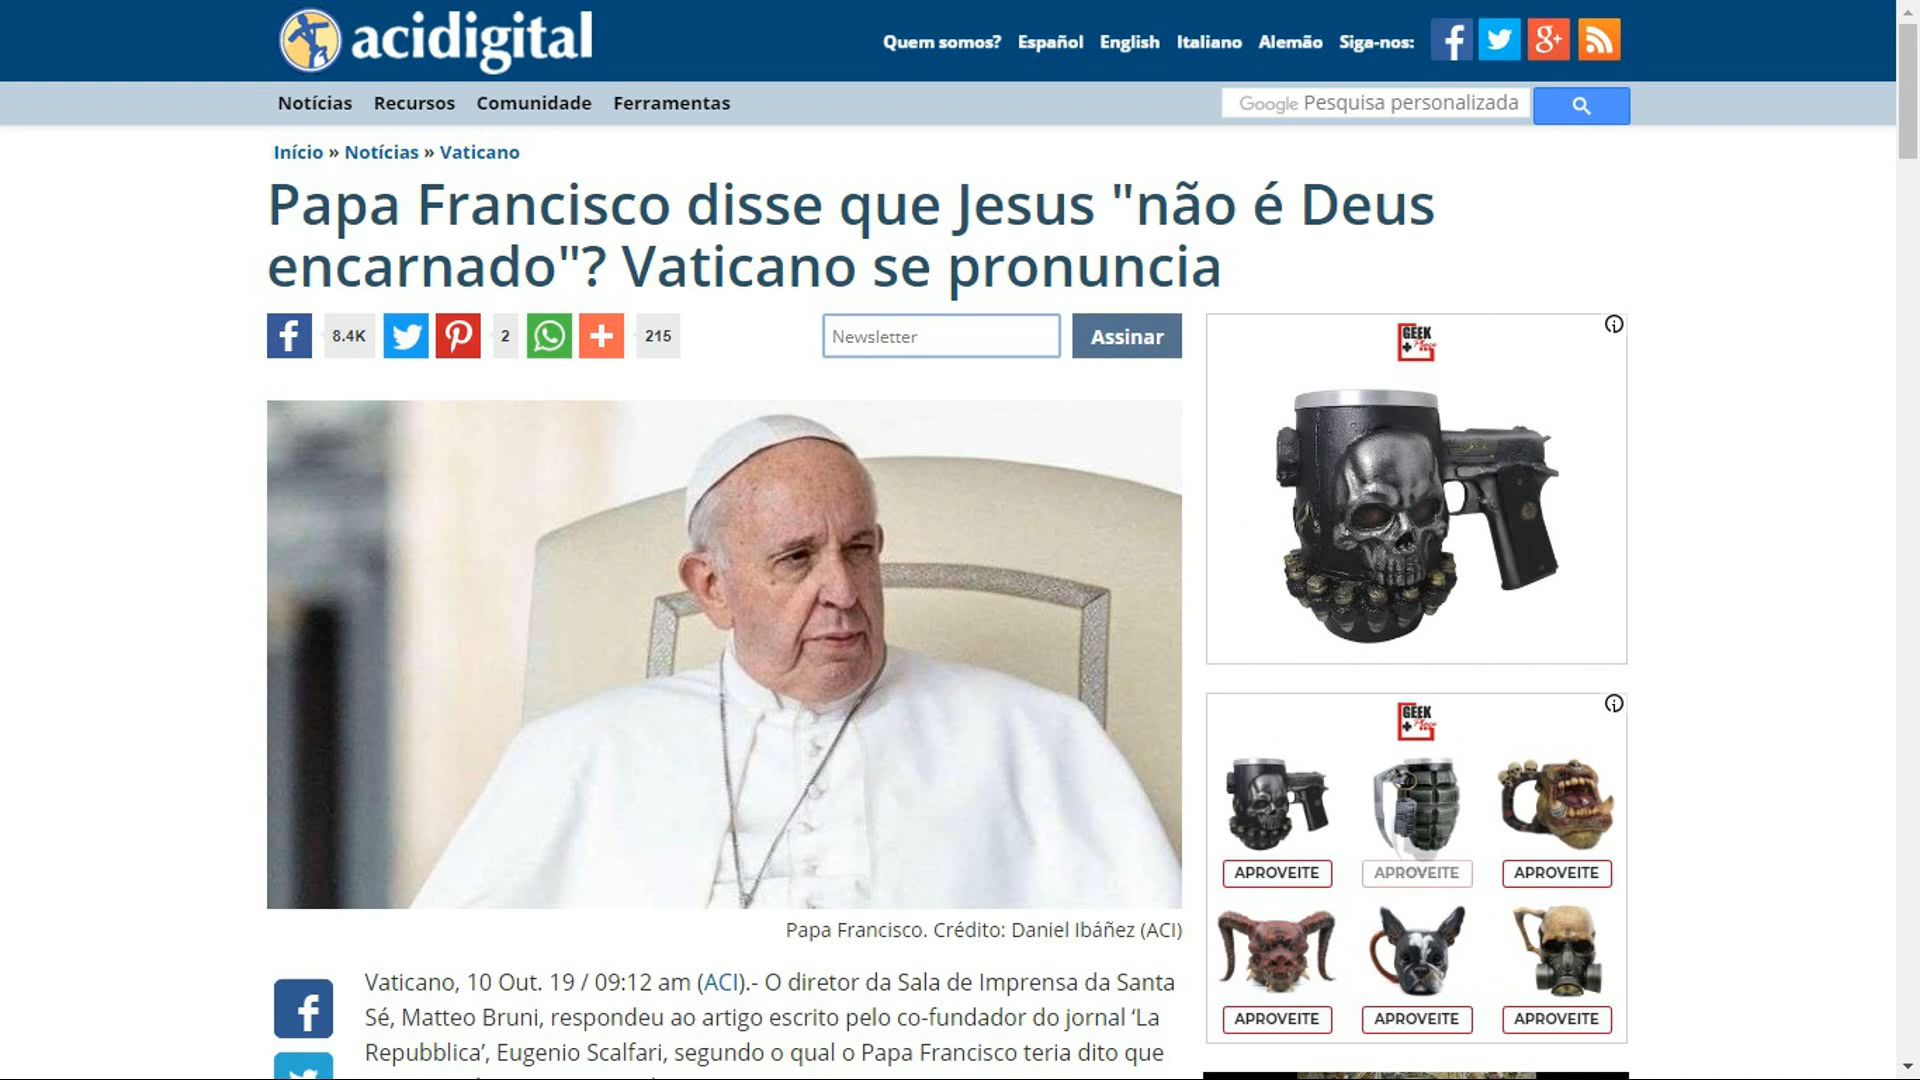 acidigital
Quem somos? Español English Italiano Alemão Siga-nos:
Notícias Recursos Comunidade Ferramentas
Google Pesquisa personalizada
Início » Notícias » Vaticano
Papa Francisco disse que Jesus "não é Deus
encarnado"? Vaticano se pronuncia
8.4K 2 215
Newsletter Assinar
GEEK
Papa Francisco. Crédito: Daniel Ibáñez (ACI)
Vaticano, 10 Out. 19 / 09:12 am (ACI).- O diretor da Sala de Imprensa da Santa
Sé, Matteo Bruni, respondeu ao artigo escrito pelo co-fundador do jornal ‘La
Repubblica’, Eugenio Scalfari, segundo o qual o Papa Francisco teria dito que
GEEK
APROVEITE APROVEITE APROVEITE
APROVEITE APROVEITE APROVEITE